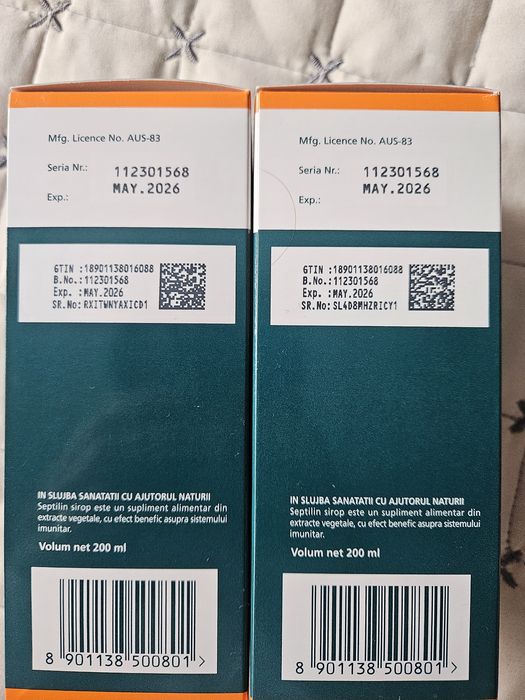 Mfg. Licence No. AUS-83
Seria Nr.: 112301568
MAY.2026
Exp.:
GTIN :18901138016088
B.No.:112301568
Exp. :MAY.2026
SR.No:RXITWNYAXICD1
IN SLUJBA SANATATII CU AJUTORUL NATURII
Septilin sirop este un supliment alimentar din
extracte vegetale, cu efect benefic asupra sistemului
imunitar.
Volum net 200 ml
8 901138 500801 >
Mfg. Licence No. AUS-83
Seria Nr.: 112301568
MAY.2026
Exp.:
GTIN :18901138016088
B.No.:112301568
Exp. :MAY.2026
SR.No:SL4D8MHZRICY1
IN SLUJBA SANATATII CU AJUTORUL NATURII
Septilin sirop este un supliment alimentar din
extracte vegetale, cu efect benefic asupra sistemului
imunitar.
Volum net 200 ml
8 901138 500801 >